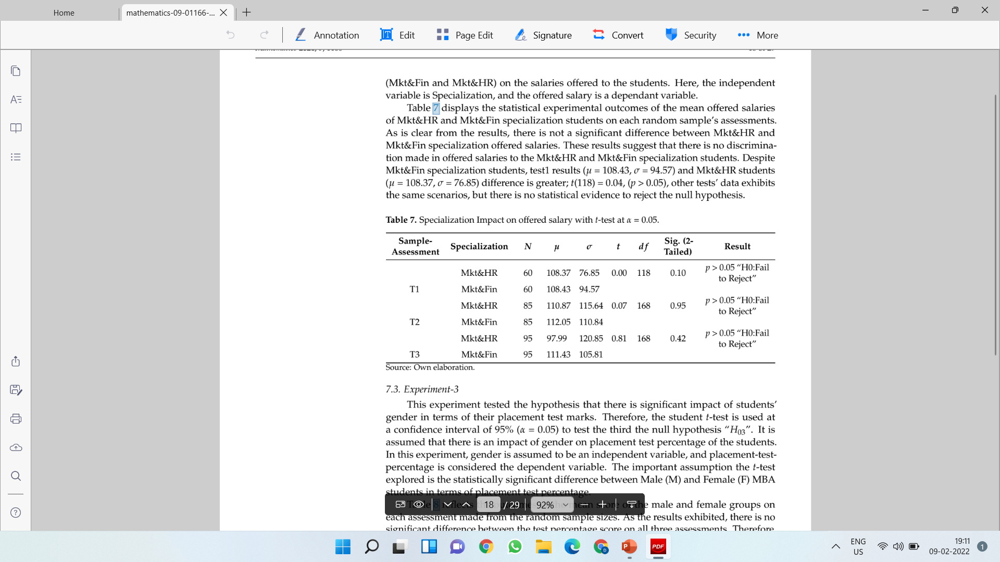 Home
mathematics-09-01166-...
Annotation
Edit
Page Edit
Signature
Convert
Security
More
(Mkt&Fin and Mkt&HR) on the salaries offered to the students. Here, the independent
variable is Specialization, and the offered salary is a dependant variable.
Table 7 displays the statistical experimental outcomes of the mean offered salaries
of Mkt&HR and Mkt&Fin specialization students on each random sample's assessments.
As is clear from the results, there is not a significant difference between Mkt&HR and
Mkt&Fin specialization offered salaries. These results suggest that there is no discrimina-
tion made in offered salaries to the Mkt&HR and Mkt&Fin specialization students. Despite
Mkt&Fin specialization students, test1 results (μ = 108.43, σ = 94.57) and Mkt&HR students
(μ = 108.37, σ = 76.85) difference is greater; t(118) = 0.04, (p > 0.05), other tests' data exhibits
the same scenarios, but there is no statistical evidence to reject the null hypothesis.
Table 7. Specialization Impact on offered salary with t-test at α = 0.05.
Sample-Assessment Specialization N μ σ t df Sig. (2-Tailed) Result
Mkt&HR 60 108.37 76.85 0.00 118 0.10 p > 0.05 “H0:Fail to Reject”
T1 Mkt&Fin 60 108.43 94.57
Mkt&HR 85 110.87 115.64 0.07 168 0.95 p > 0.05 “H0:Fail to Reject”
T2 Mkt&Fin 85 112.05 110.84
Mkt&HR 95 97.99 120.85 0.81 168 0.42 p > 0.05 “H0:Fail to Reject”
T3 Mkt&Fin 95 111.43 105.81
Source: Own elaboration.
7.3. Experiment-3
This experiment tested the hypothesis that there is significant impact of students'
gender in terms of their placement test marks. Therefore, the student t-test is used at
a confidence interval of 95% (α = 0.05) to test the third the null hypothesis “H03”. It is
assumed that there is an impact of gender on placement test percentage of the students.
In this experiment, gender is assumed to be an independent variable, and placement-test-
percentage is considered the dependent variable. The important assumption the t-test
explored is the statistically significant difference between Male (M) and Female (F) MBA
students in terms of placement test percentage.
Table 8 reflects the mean score of the male and female groups on
18 / 29 92%
each assessment made from the random sample sizes. As the results exhibited, there is no
significant difference between the test percentage score on all three assessments. Therefore,
PDF
ENG
US
19:11
09-02-2022
1